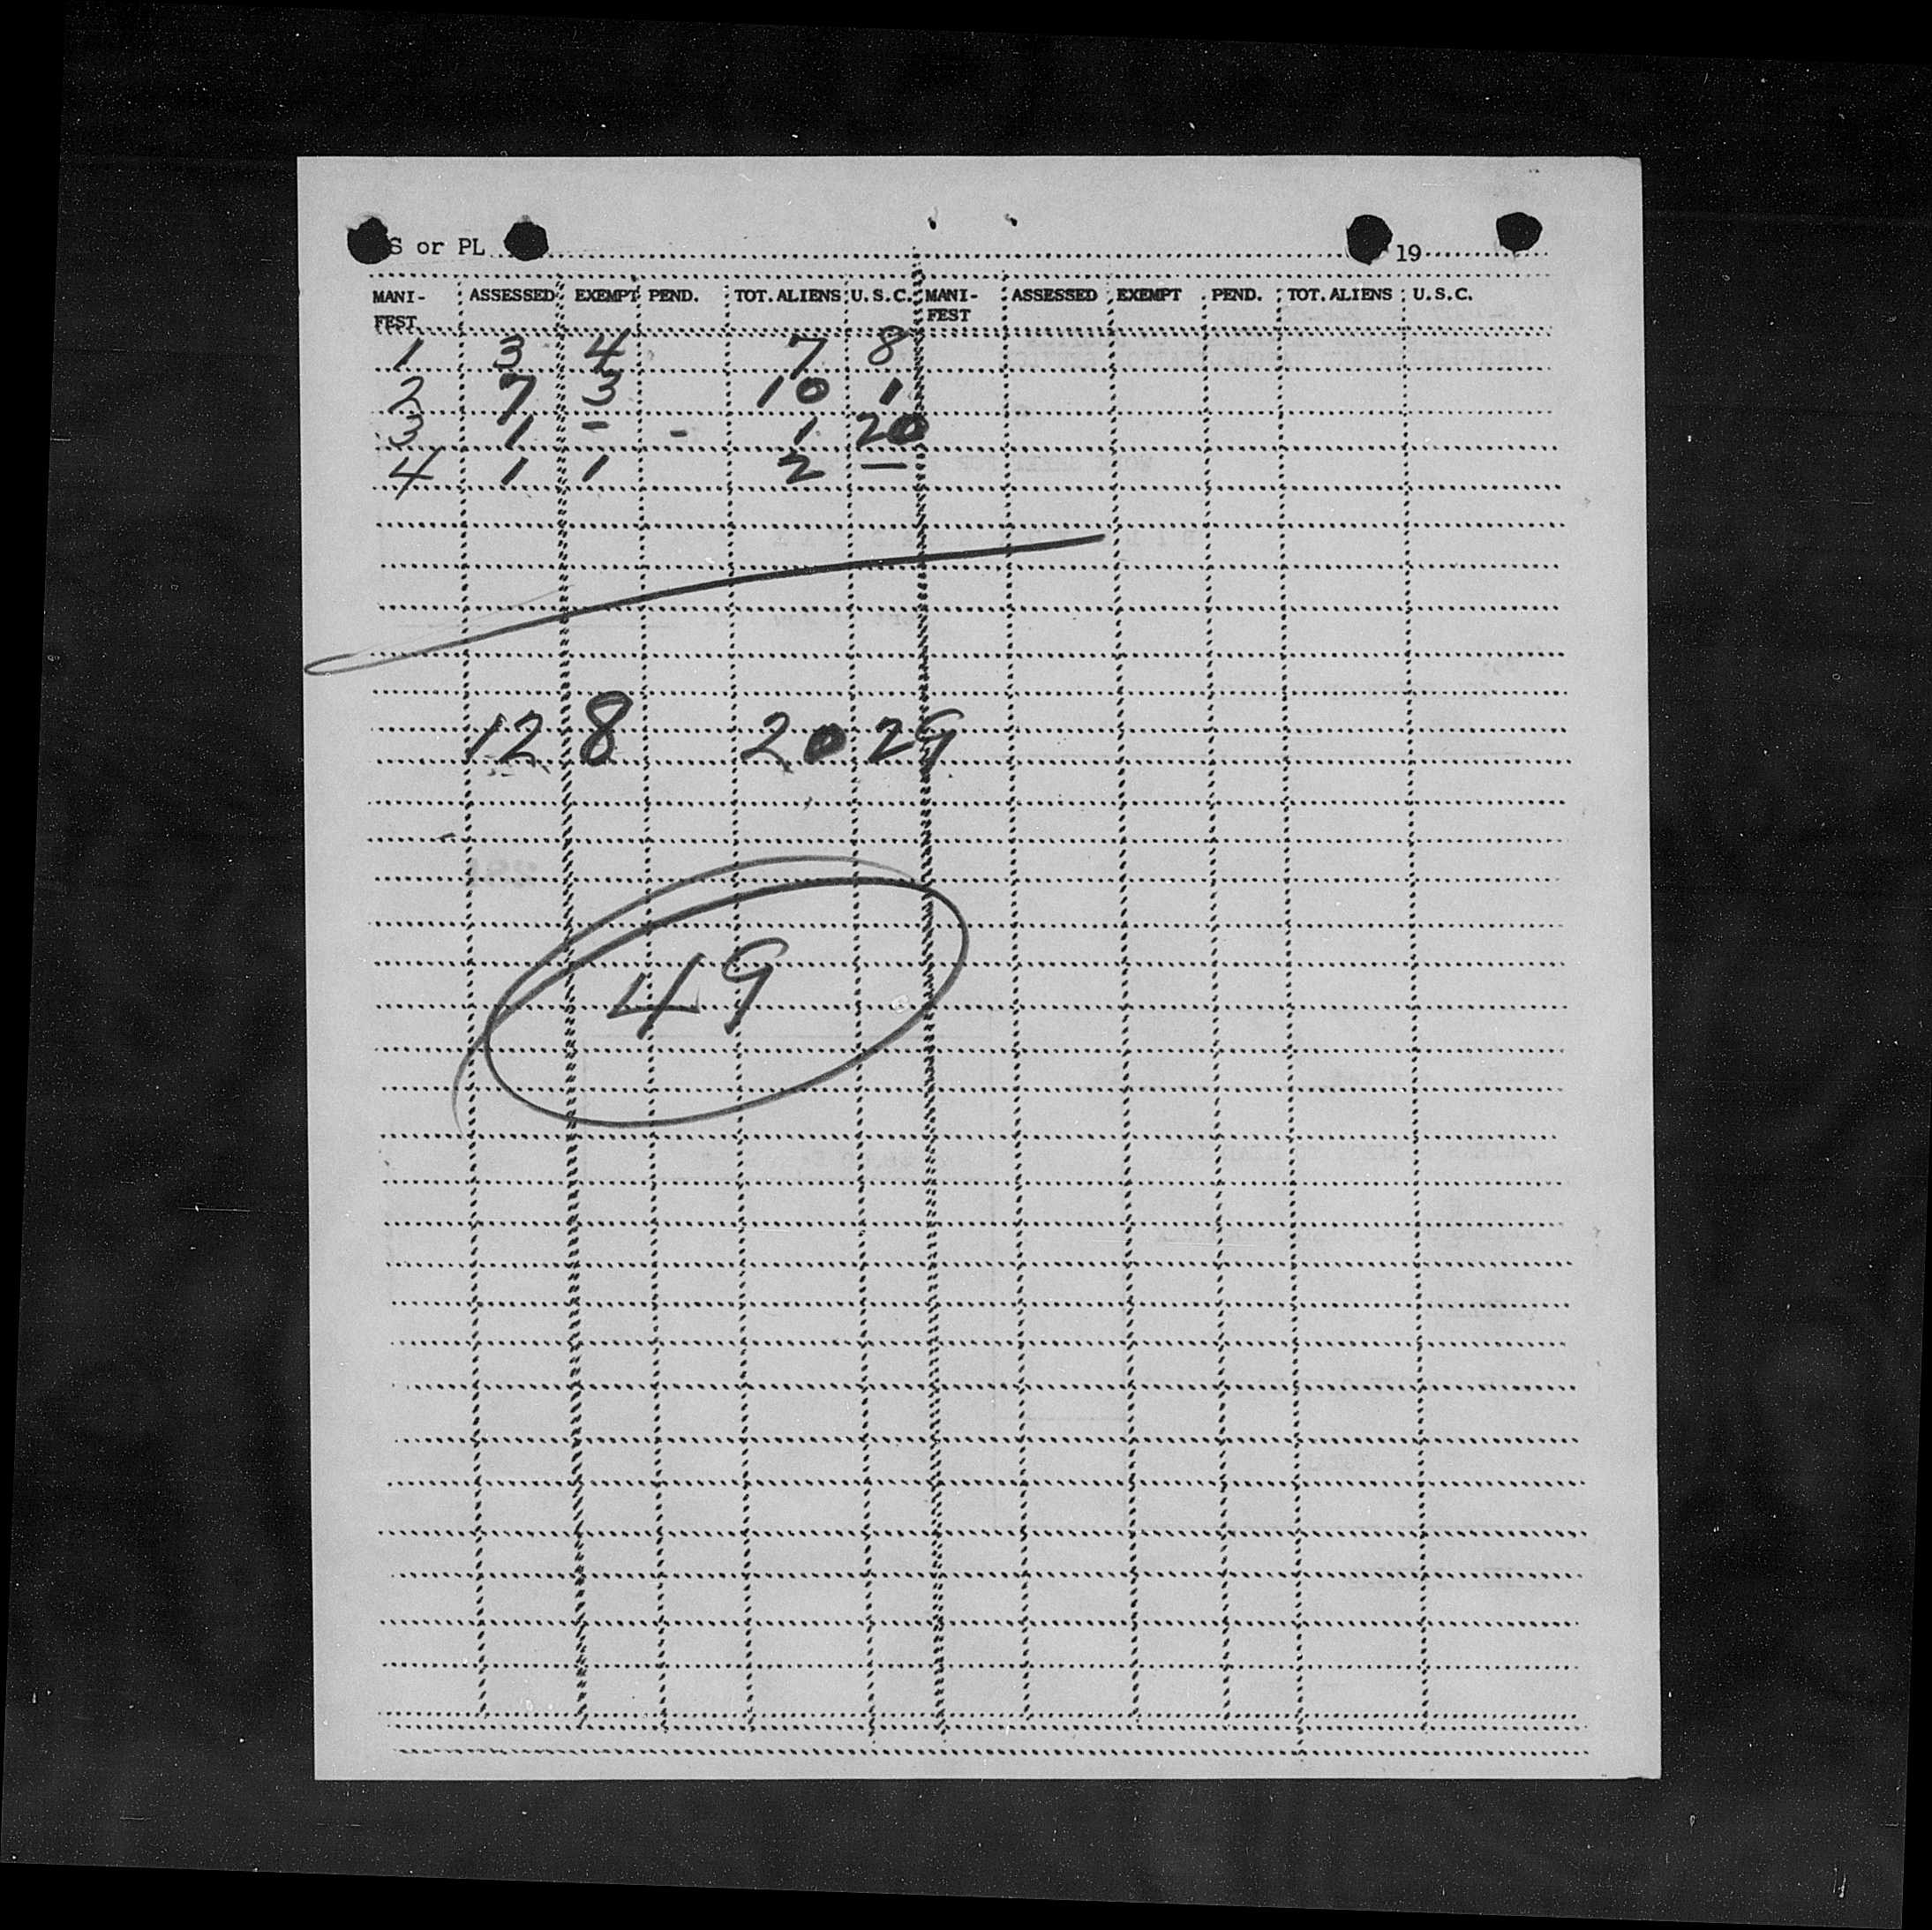 S or PL 19
MANI- ASSESSED EXEMPT PEND. TOT. ALIENS U.S.C. MANI- ASSESSED EXEMPT PEND. TOT. ALIENS U.S.C.
FEST FEST
1 3 4 7 8
2 7 3 10 1
3 1 - - 1 20
4 1 1 2 -
12 8 20 29
49